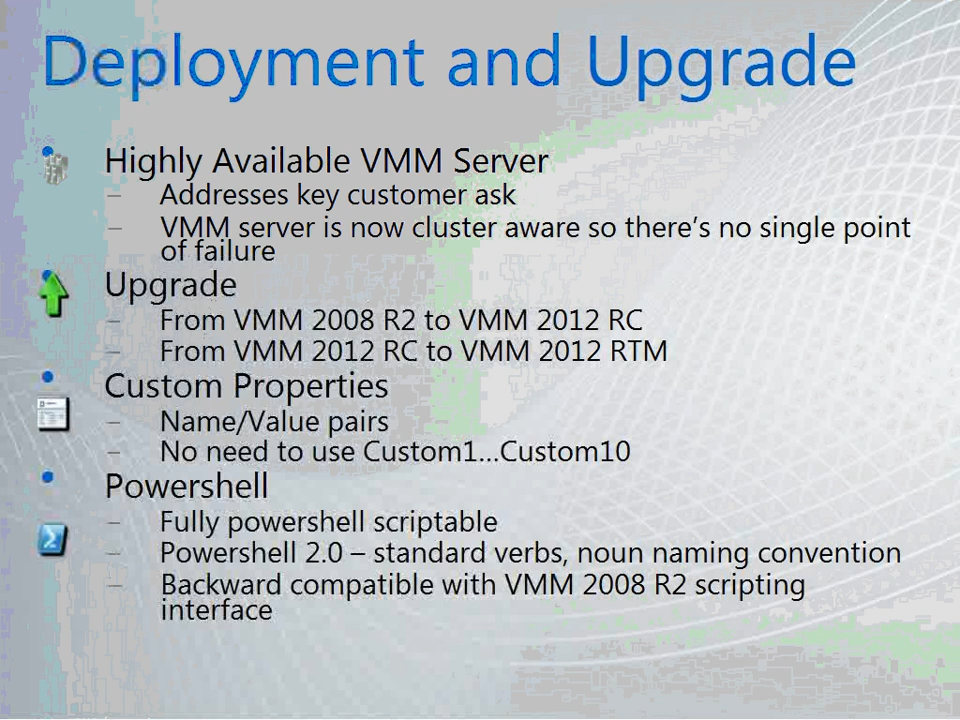 Deployment and Upgrade
Highly Available VMM Server
– Addresses key customer ask
– VMM server is now cluster aware so there's no single point
of failure
Upgrade
– From VMM 2008 R2 to VMM 2012 RC
– From VMM 2012 RC to VMM 2012 RTM
Custom Properties
– Name/Value pairs
– No need to use Custom1...Custom10
Powershell
– Fully powershell scriptable
– Powershell 2.0 – standard verbs, noun naming convention
– Backward compatible with VMM 2008 R2 scripting
interface